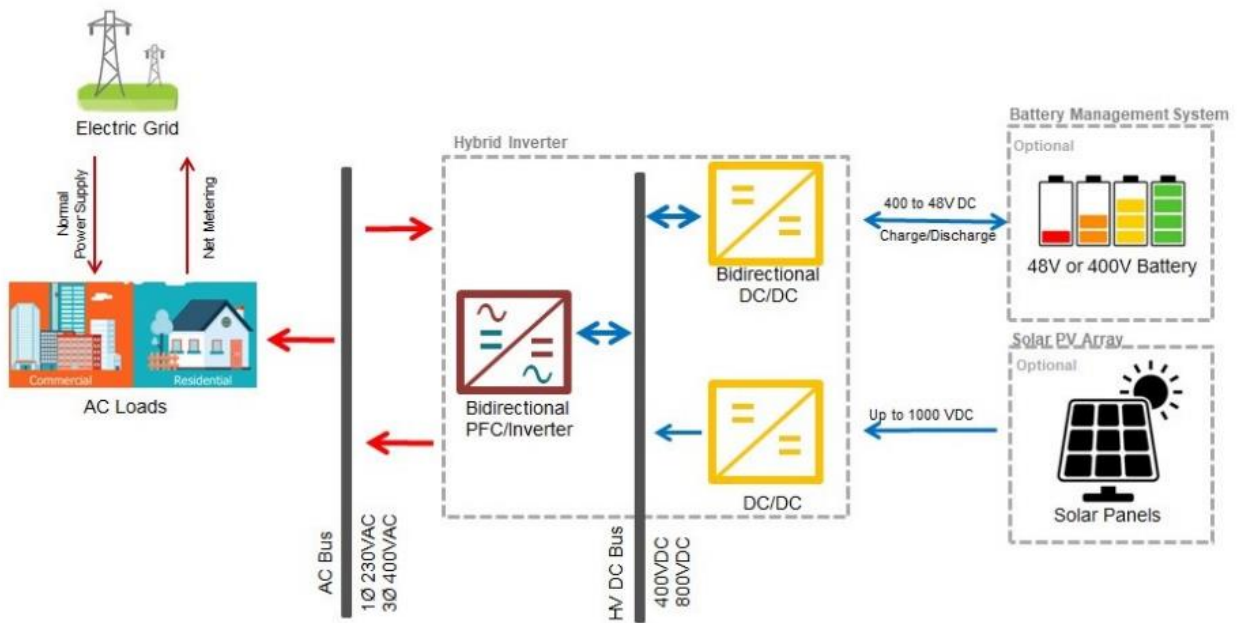 Electric Grid
Normal
Power Supply
Net Metering
Commercial
Residential
AC Loads
AC Bus
1Ø 230VAC
3Ø 400VAC
Hybrid Inverter
Bidirectional
PFC/Inverter
HV DC Bus
400VDC
800VDC
Bidirectional
DC/DC
DC/DC
400 to 48V DC
Charge/Discharge
Up to 1000 VDC
Battery Management System
Optional
48V or 400V Battery
Solar PV Array
Optional
Solar Panels